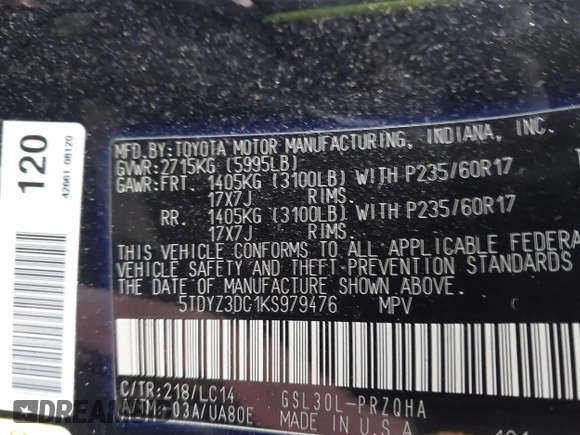 120
42661-08120
MFD.BY:TOYOTA MOTOR MANUFACTURING, INDIANA, INC.
GVWR:2715KG (5995LB)
GAWR:FRT. 1405KG (3100LB) WITH P235/60R17
17X7J RIMS.
RR. 1405KG (3100LB) WITH P235/60R17
17X7J RIMS.
THIS VEHICLE CONFORMS TO ALL APPLICABLE FEDERA
VEHICLE SAFETY AND THEFT PREVENTION STANDARDS
THE DATE OF MANUFACTURE SHOWN ABOVE.
5TDYZ3DC1KS979476 MPV
C/TR:218/LC14 GSL30L-PRZQHA
03A/UA80E MADE IN U.S.A.
DREAMBID